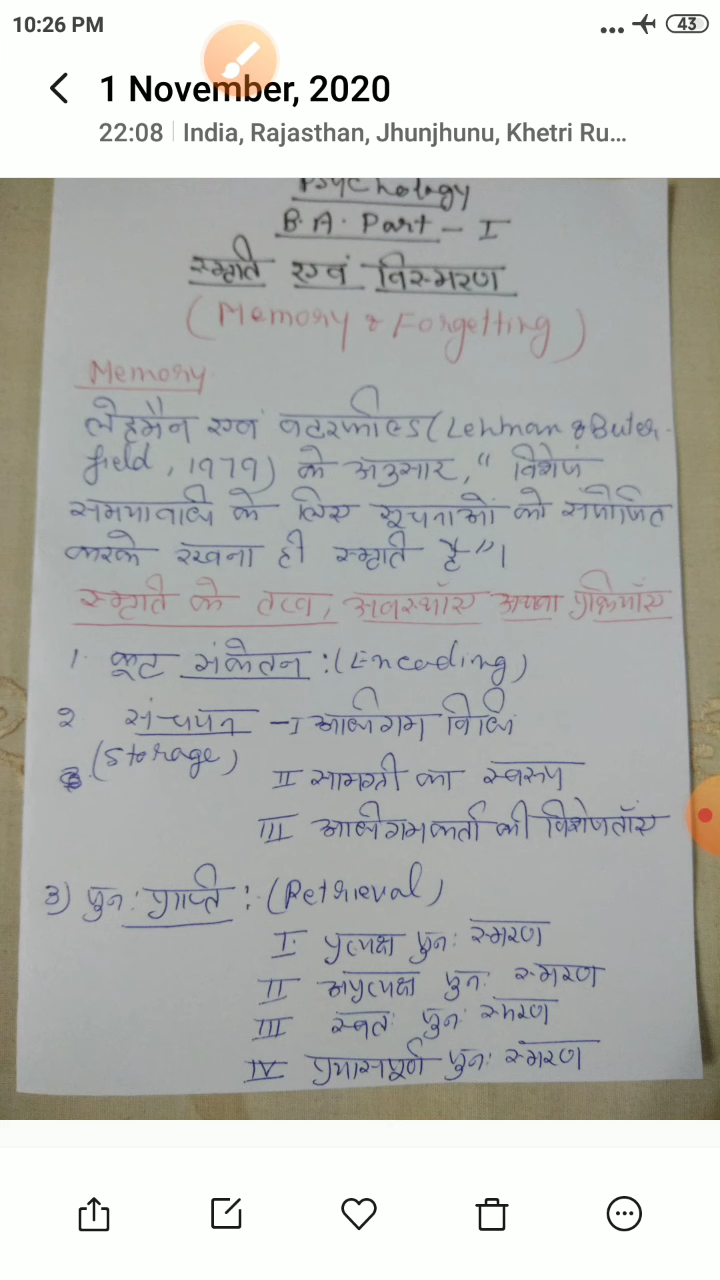 10:26 PM
43
1 November, 2020
22:08 India, Rajasthan, Jhunjhunu, Khetri Ru...
Psychology
B.A. Part - I
स्मृति एवं विस्मरण
(Memory & Forgetting)
Memory
लेहमैन एवं बटरफील्ड (Lehman & Buter-
field, 1979) के अनुसार, "विशेष
समयावधि के लिए सूचनाओं को संयोजित
करके रखना ही स्मृति है"।
स्मृति के तत्व, अवस्थाँए अथवा प्रक्रियाँए
1. कूट संकेतन : (Encoding)
2 संचयन - I अधिगम विधि
(Storage)
II सामग्री का स्वरूप
III अधिगमकर्ता की विशेषताँए
3) पुनः प्राप्ति : (Retrieval)
I. प्रत्यक्ष पुनः स्मरण
II अप्रत्यक्ष पुनः स्मरण
III स्वतः पुनः स्मरण
IV प्रयासपूर्ण पुनः स्मरण